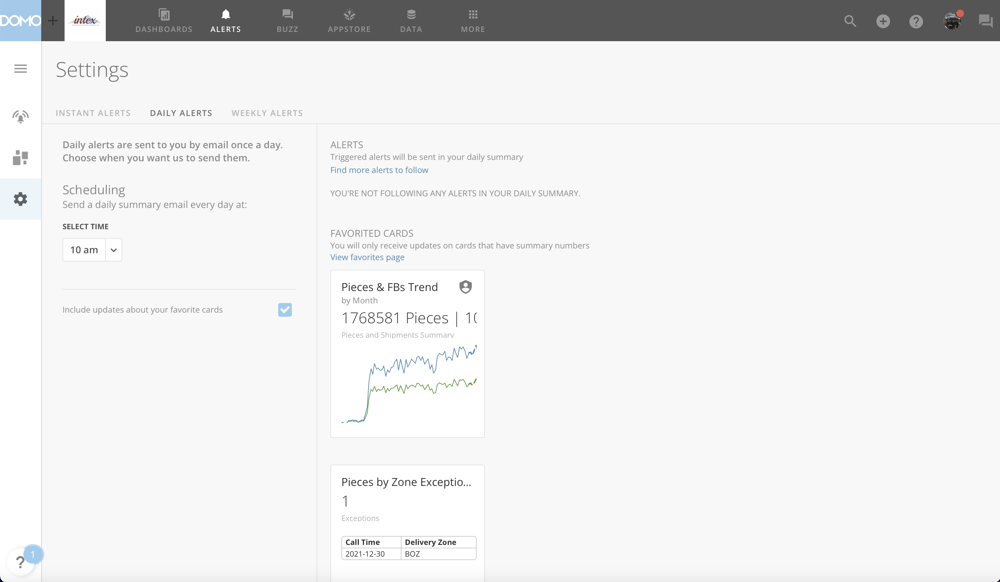 DOMO
intex
DASHBOARDS
ALERTS
BUZZ
APPSTORE
DATA
MORE
Settings
INSTANT ALERTS
DAILY ALERTS
WEEKLY ALERTS
Daily alerts are sent to you by email once a day.
Choose when you want us to send them.
Scheduling
Send a daily summary email every day at:
SELECT TIME
10 am
Include updates about your favorite cards
ALERTS
Triggered alerts will be sent in your daily summary
Find more alerts to follow
YOU'RE NOT FOLLOWING ANY ALERTS IN YOUR DAILY SUMMARY.
FAVORITED CARDS
You will only receive updates on cards that have summary numbers
View favorites page
Pieces & FBs Trend
by Month
1768581 Pieces | 10
Pieces and Shipments Summary
Pieces by Zone Exceptio...
1
Exceptions
Call Time Delivery Zone
2021-12-30 BOZ
? 1